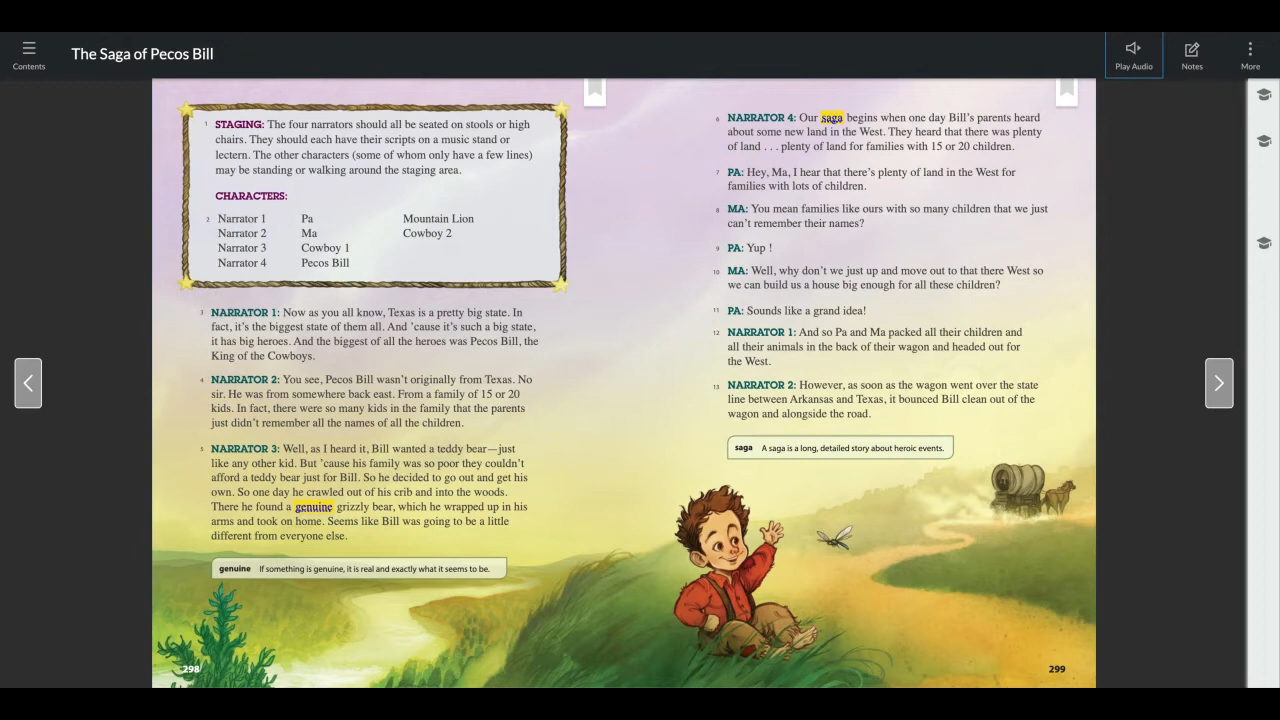 The Saga of Pecos Bill
Contents
Play Audio
Notes
More
1 STAGING: The four narrators should all be seated on stools or high
chairs. They should each have their scripts on a music stand or
lectern. The other characters (some of whom only have a few lines)
may be standing or walking around the staging area.
CHARACTERS:
2 Narrator 1 Pa Mountain Lion
Narrator 2 Ma Cowboy 2
Narrator 3 Cowboy 1
Narrator 4 Pecos Bill
3 NARRATOR 1: Now as you all know, Texas is a pretty big state. In
fact, it's the biggest state of them all. And 'cause it's such a big state,
it has big heroes. And the biggest of all the heroes was Pecos Bill, the
King of the Cowboys.
4 NARRATOR 2: You see, Pecos Bill wasn't originally from Texas. No
sir. He was from somewhere back east. From a family of 15 or 20
kids. In fact, there were so many kids in the family that the parents
just didn't remember all the names of all the children.
5 NARRATOR 3: Well, as I heard it, Bill wanted a teddy bear—just
like any other kid. But 'cause his family was so poor they couldn't
afford a teddy bear just for Bill. So he decided to go out and get his
own. So one day he crawled out of his crib and into the woods.
There he found a genuine grizzly bear, which he wrapped up in his
arms and took on home. Seems like Bill was going to be a little
different from everyone else.
genuine If something is genuine, it is real and exactly what it seems to be.
298
6 NARRATOR 4: Our saga begins when one day Bill's parents heard
about some new land in the West. They heard that there was plenty
of land . . . plenty of land for families with 15 or 20 children.
7 PA: Hey, Ma, I hear that there's plenty of land in the West for
families with lots of children.
8 MA: You mean families like ours with so many children that we just
can't remember their names?
9 PA: Yup !
10 MA: Well, why don't we just up and move out to that there West so
we can build us a house big enough for all these children?
11 PA: Sounds like a grand idea!
12 NARRATOR 1: And so Pa and Ma packed all their children and
all their animals in the back of their wagon and headed out for
the West.
13 NARRATOR 2: However, as soon as the wagon went over the state
line between Arkansas and Texas, it bounced Bill clean out of the
wagon and alongside the road.
saga A saga is a long, detailed story about heroic events.
299